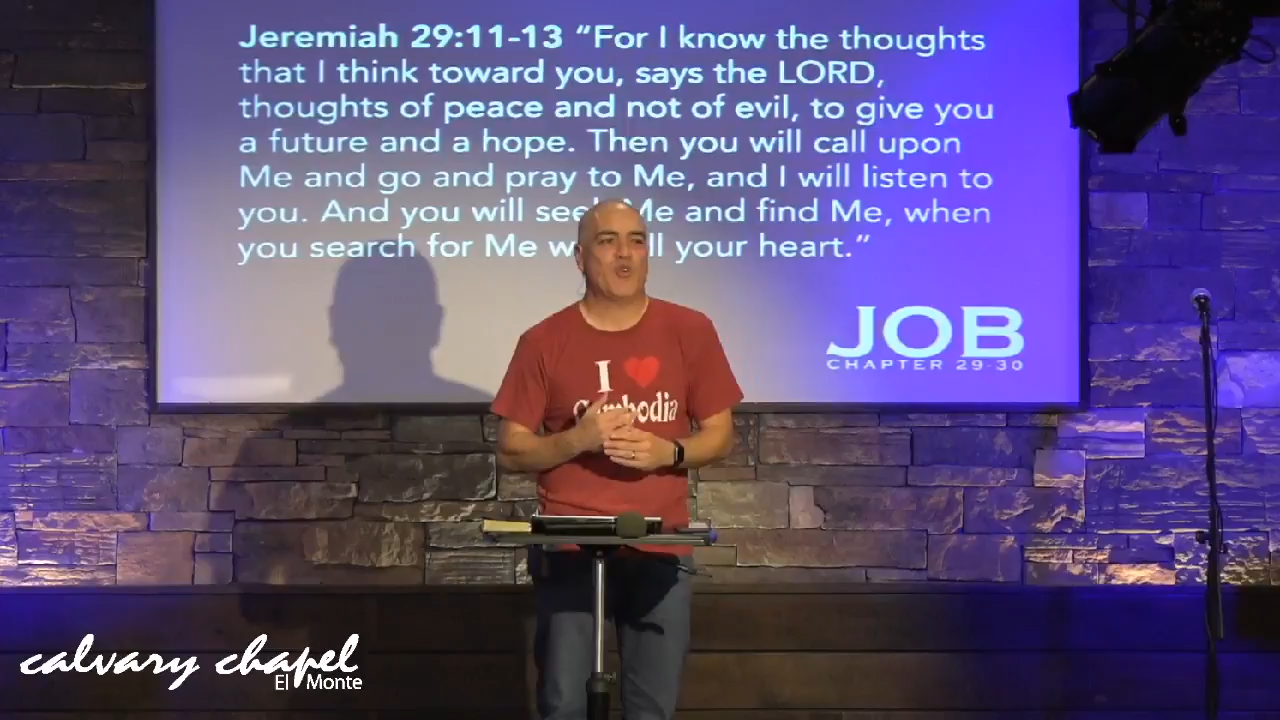 Jeremiah 29:11-13 “For I know the thoughts
that I think toward you, says the LORD,
thoughts of peace and not of evil, to give you
a future and a hope. Then you will call upon
Me and go and pray to Me, and I will listen to
you. And you will seek Me and find Me, when
you search for Me w all your heart.”
JOB
CHAPTER 29-30
I ♥
Cambodia
calvary chapel
El Monte